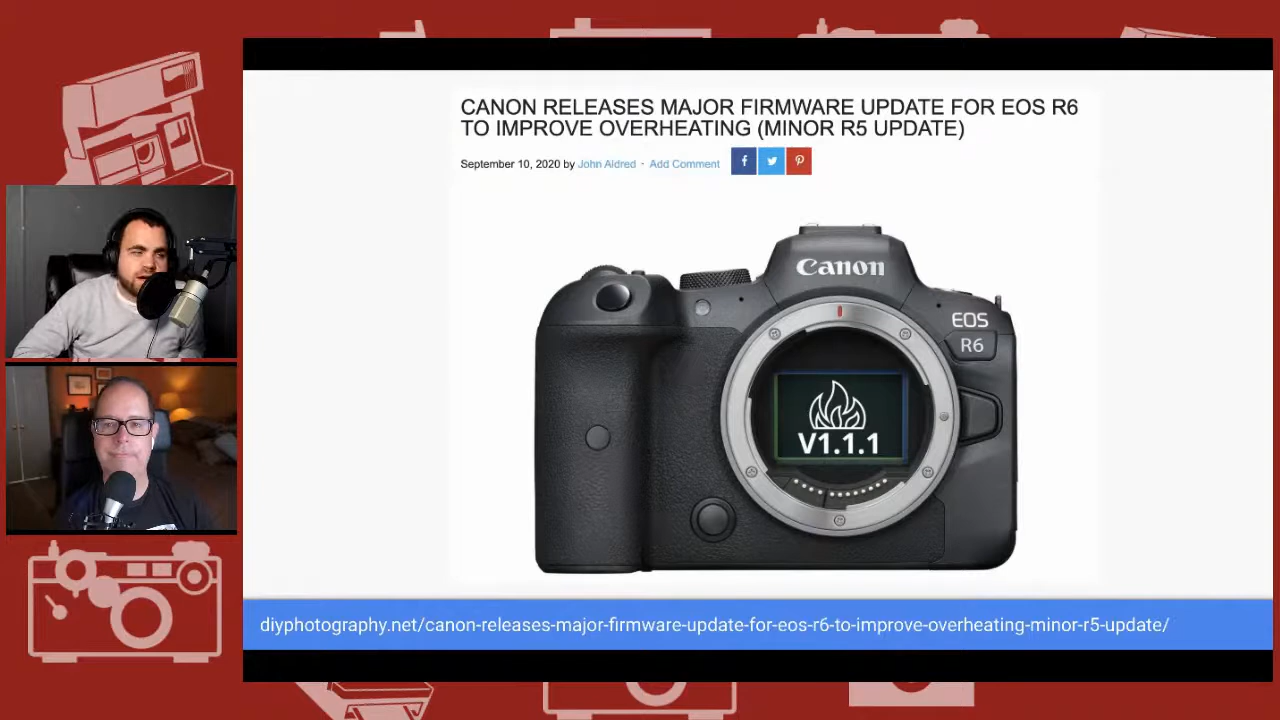 CANON RELEASES MAJOR FIRMWARE UPDATE FOR EOS R6
TO IMPROVE OVERHEATING (MINOR R5 UPDATE)
September 10, 2020 by John Aldred · Add Comment
Canon
EOS
R6
V1.1.1
diyphotography.net/canon-releases-major-firmware-update-for-eos-r6-to-improve-overheating-minor-r5-update/